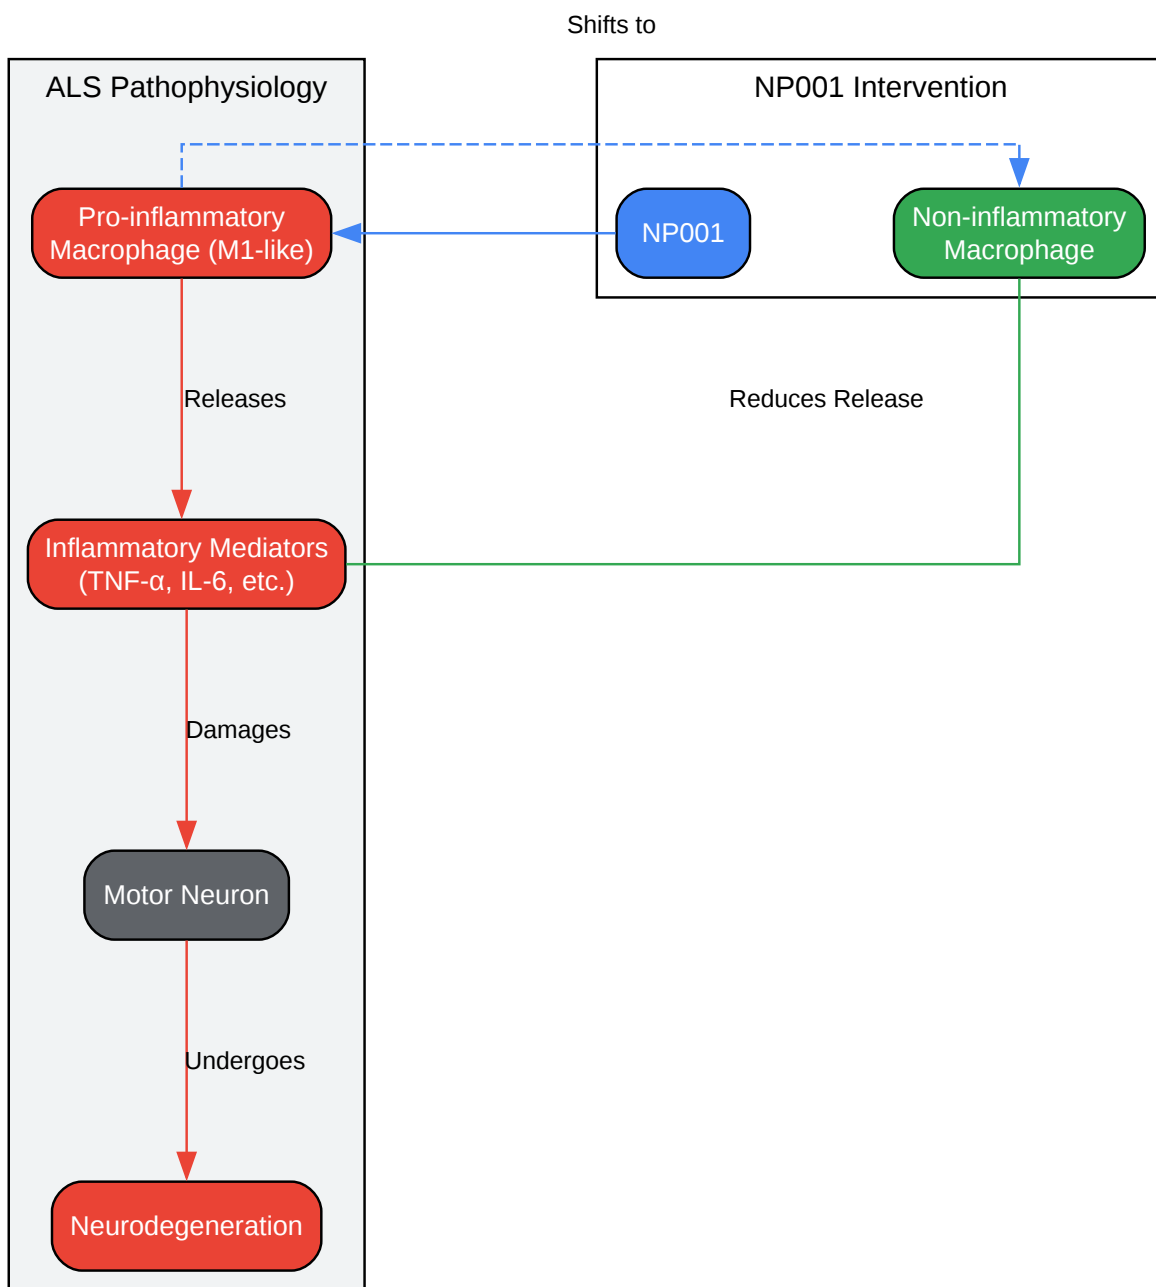 Shifts to
ALS Pathophysiology
NP001 Intervention
Pro-inflammatory
Macrophage (M1-like)
NP001
Non-inflammatory
Macrophage
Releases
Reduces Release
Inflammatory Mediators
(TNF-α, IL-6, etc.)
Damages
Motor Neuron
Undergoes
Neurodegeneration